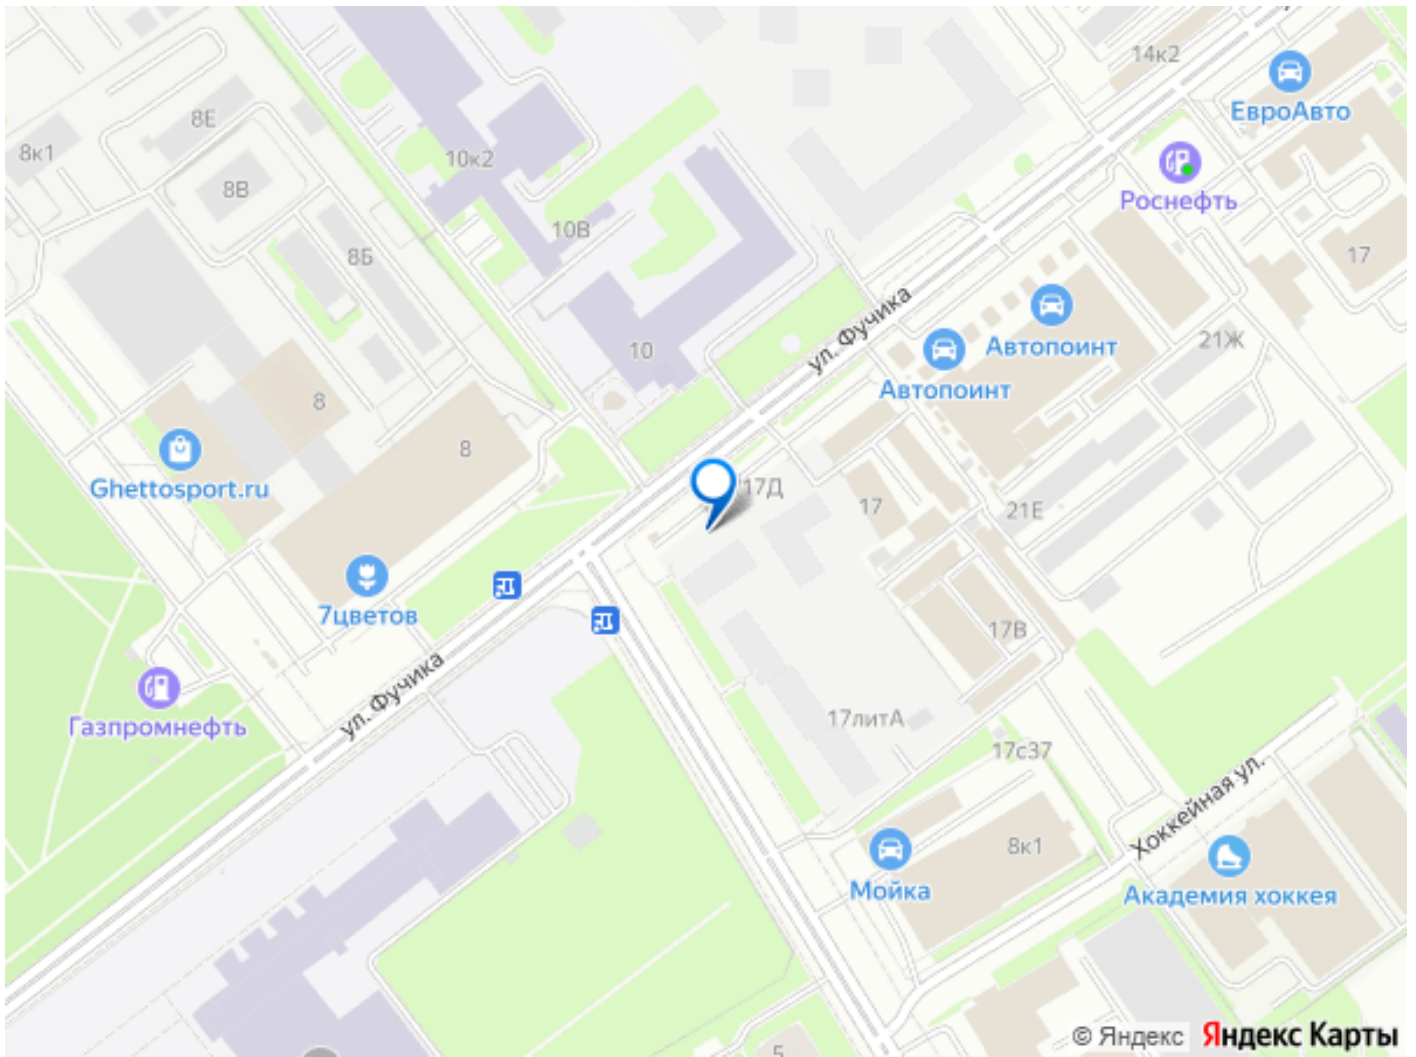 14к2
ЕвроАвто
8Е
8к1
10к2
8В
Роснефть
10В
8Б
17
ул. Фучика
Автопоинт
21Ж
10
Автопоинт
8
8
Ghettosport.ru
17Д
17
21Е
7цветов
17В
ул. Фучика
Газпромнефть
17литА
17с37
Хоккейная ул.
8к1
Мойка
Академия хоккея
5
© Яндекс Яндекс Карты